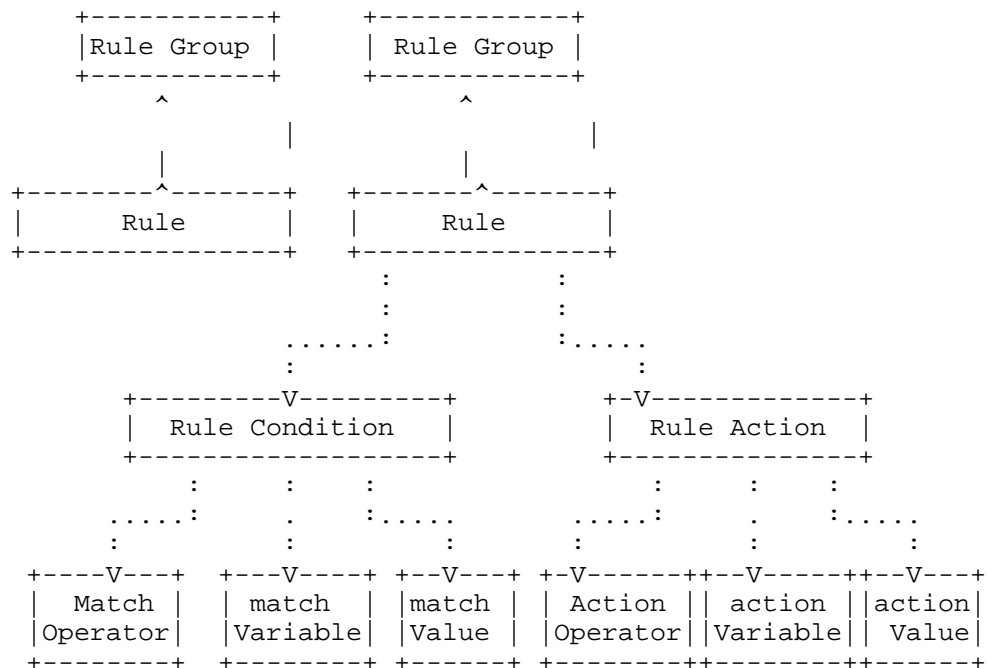 Rule Group Rule Group
Rule Rule
Rule Condition Rule Action
Match match match Action action action
Operator Variable Value Operator Variable Value